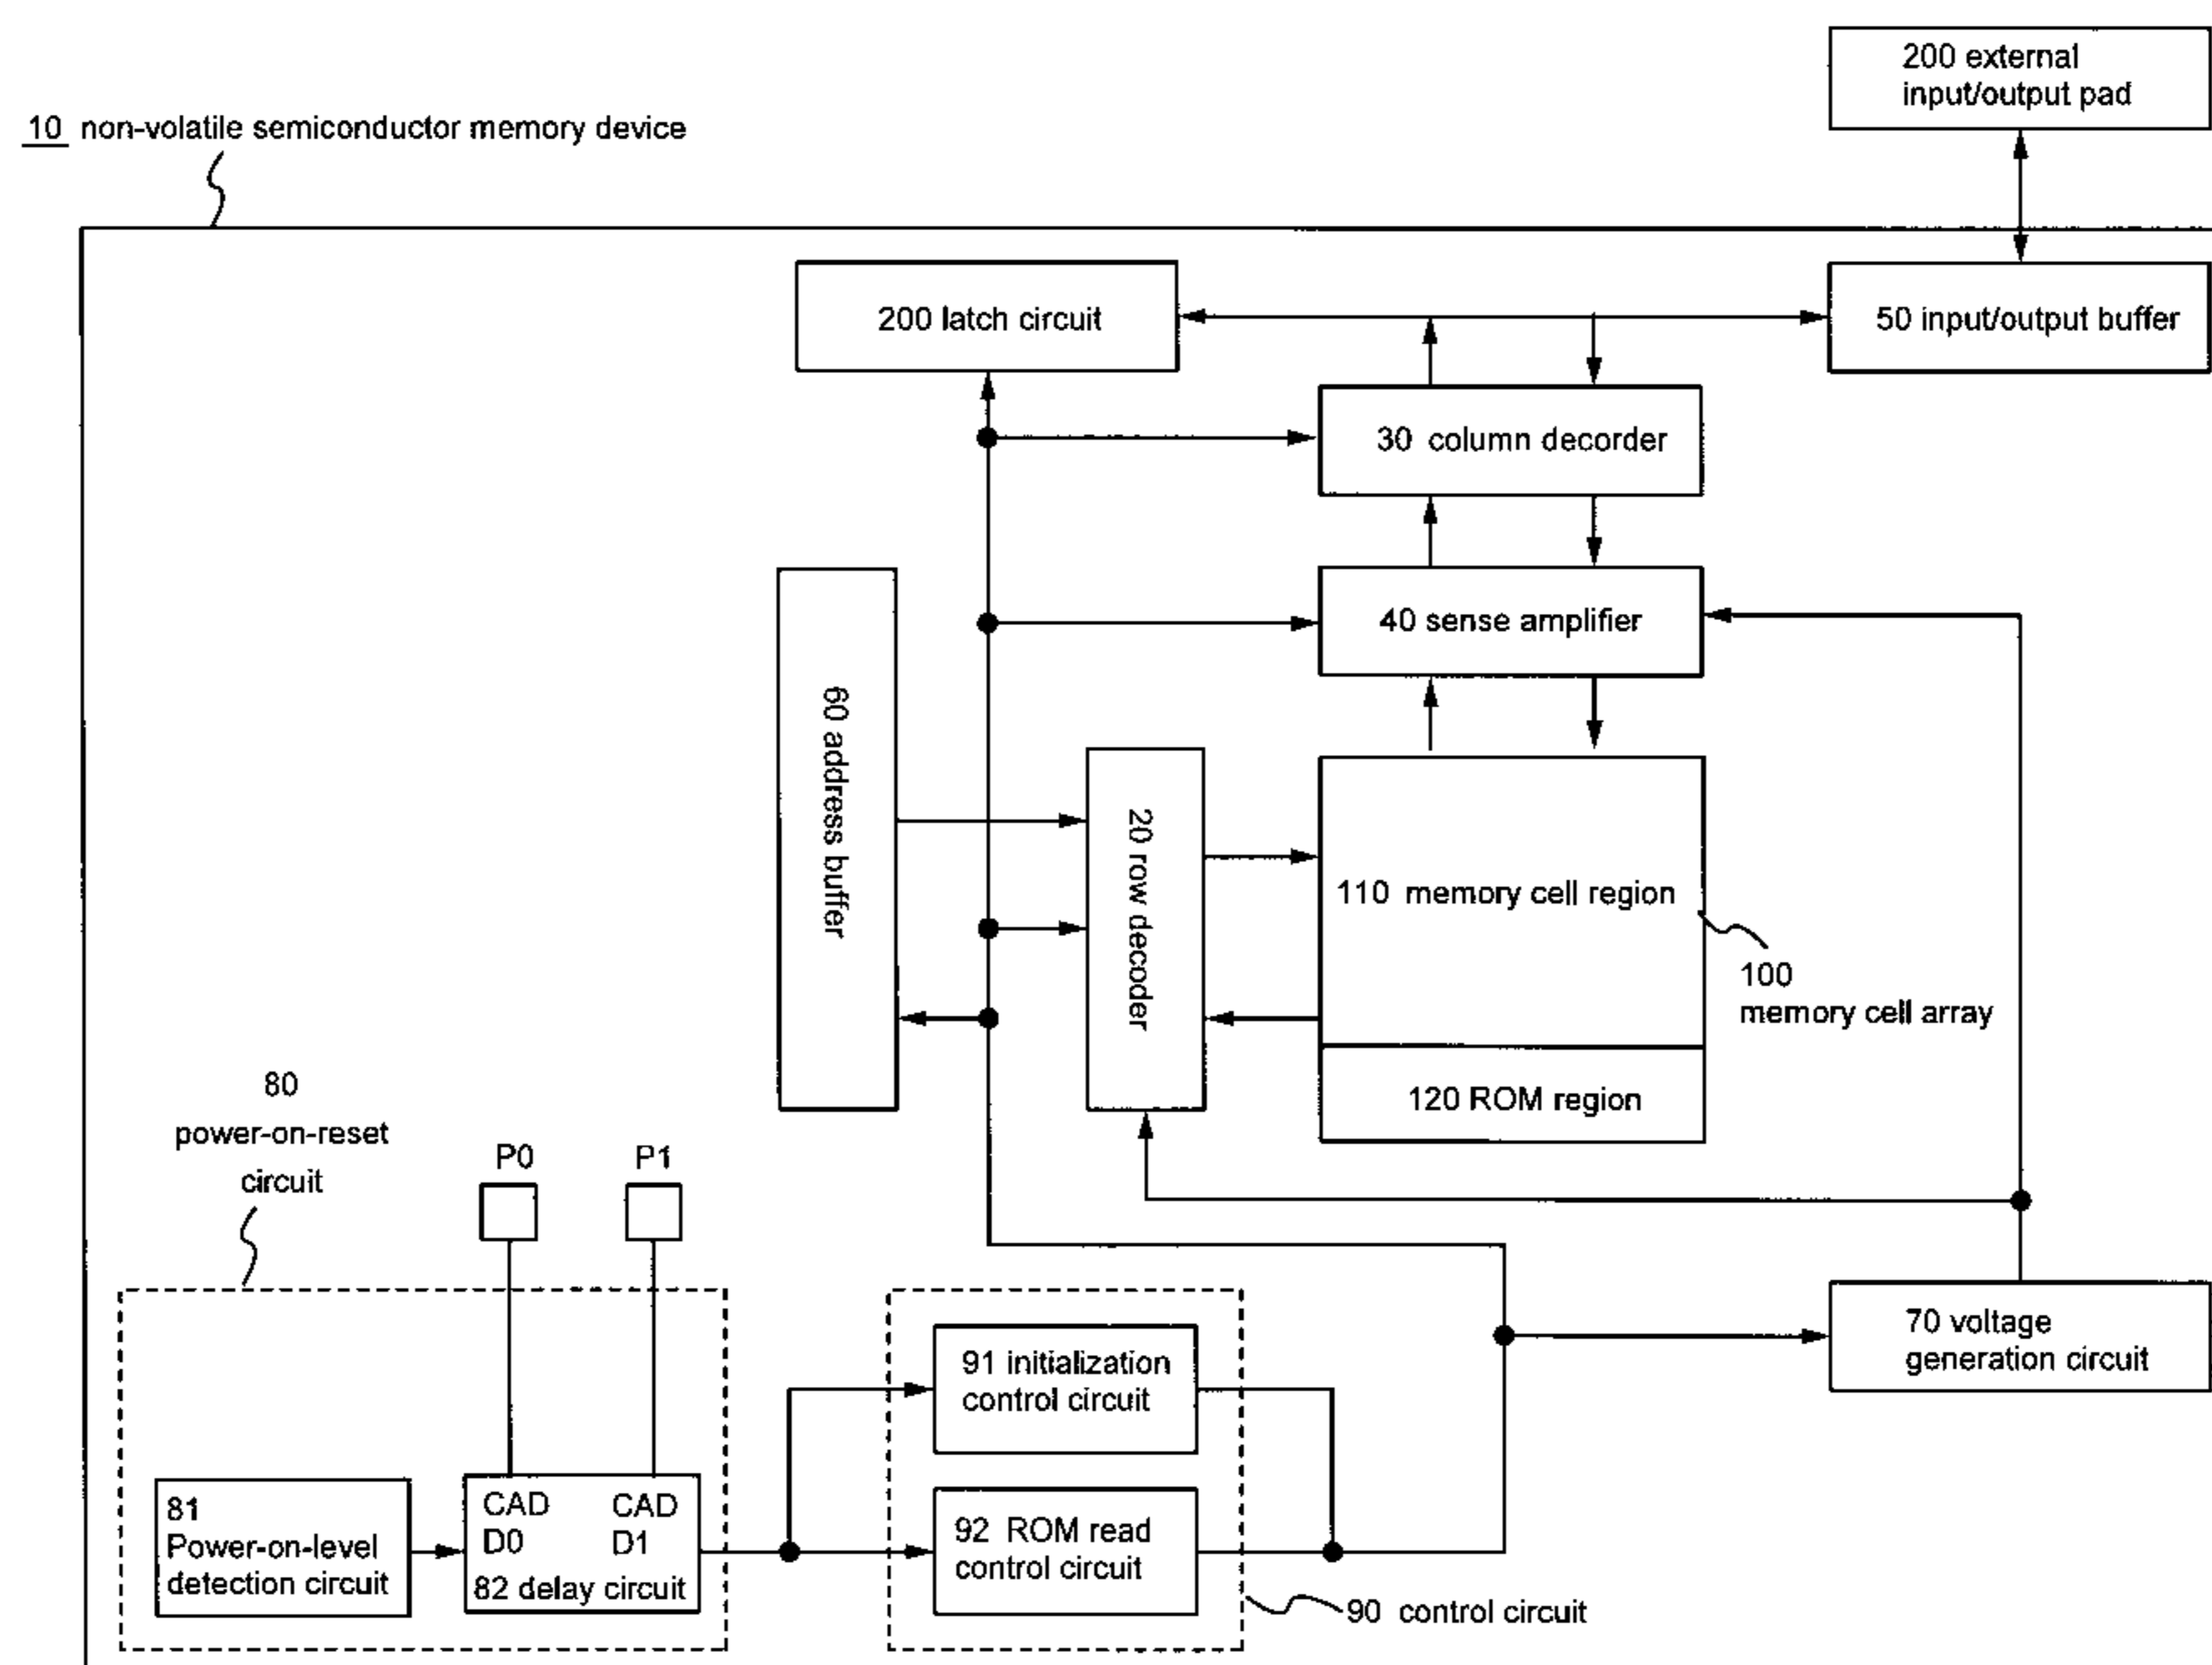 200 external
input/output pad
10 non-volatile semiconductor memory device
200 latch circuit
50 input/output buffer
30 column decorder
40 sense amplifier
60 address buffer
20 row decoder
110 memory cell region
100
memory cell array
120 ROM region
80
power-on-reset
circuit
P0
P1
70 voltage
generation circuit
91 initialization
control circuit
81
Power-on-level
detection circuit
CAD
D0
CAD
D1
82 delay circuit
92 ROM read
control circuit
90 control circuit